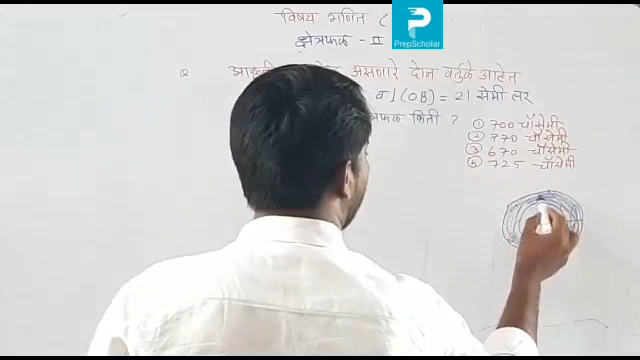 विषय गणित (
PrepScholar
क्षेत्रफळ - II
Q असणारे दोन वर्तुळे आहेत
व l (OB) = 21 सेमी तर
किती ?
① 700 चौसेमी
② 770 चौसेमी
③ 670 चौसेमी
④ 725 चौसेमी